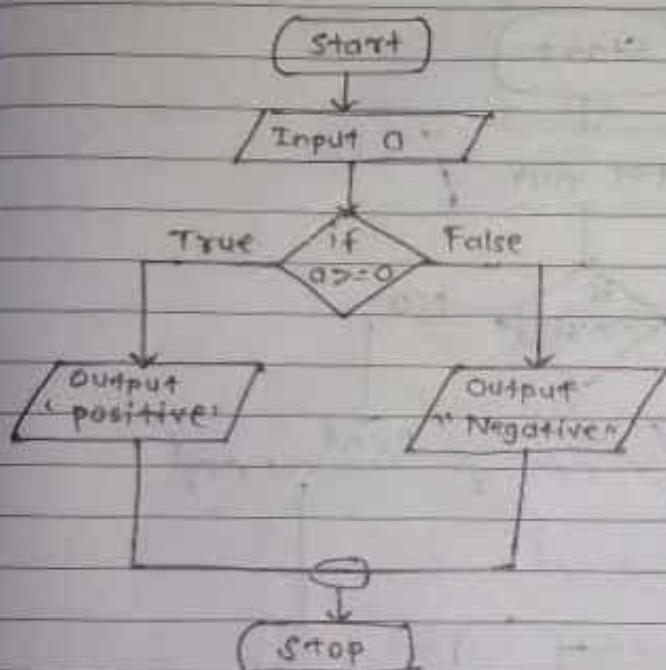 Start
Input a
True
if
a>=0
False
Output
' positive'
Output
"Negative"
Stop